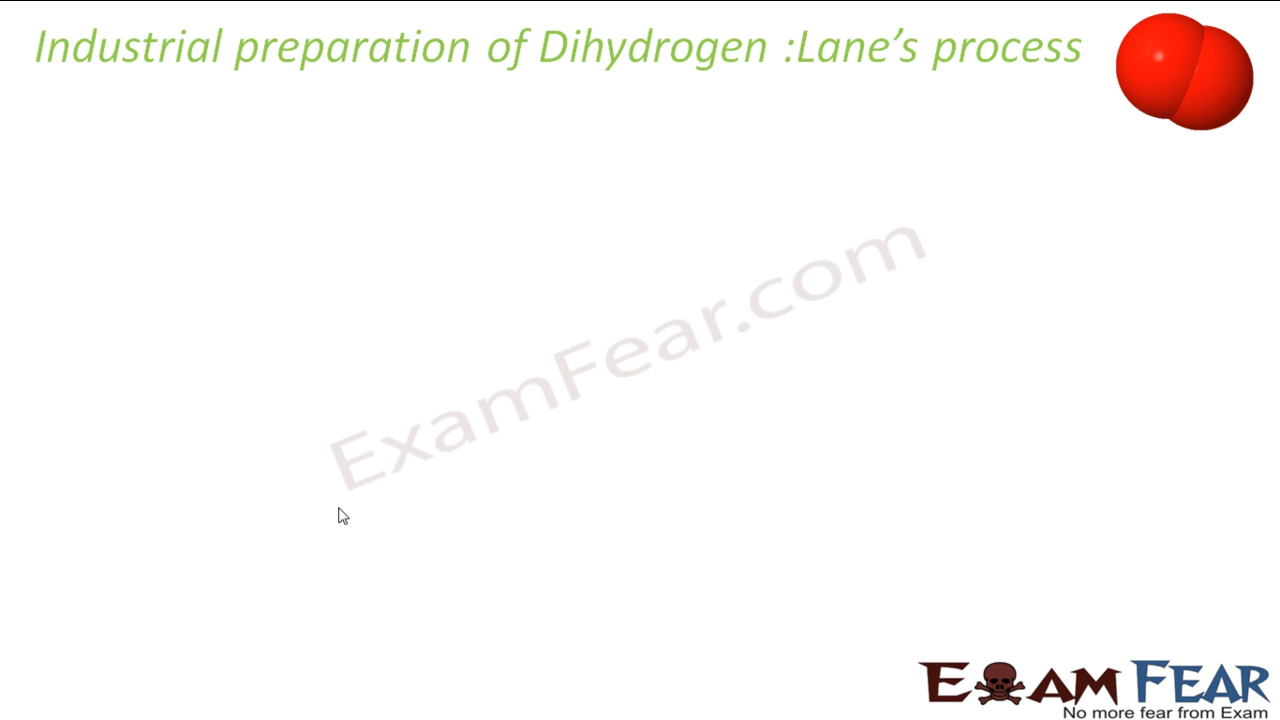 Industrial preparation of Dihydrogen :Lane’s process
ExamFear.com
EXAM FEAR
No more fear from Exam